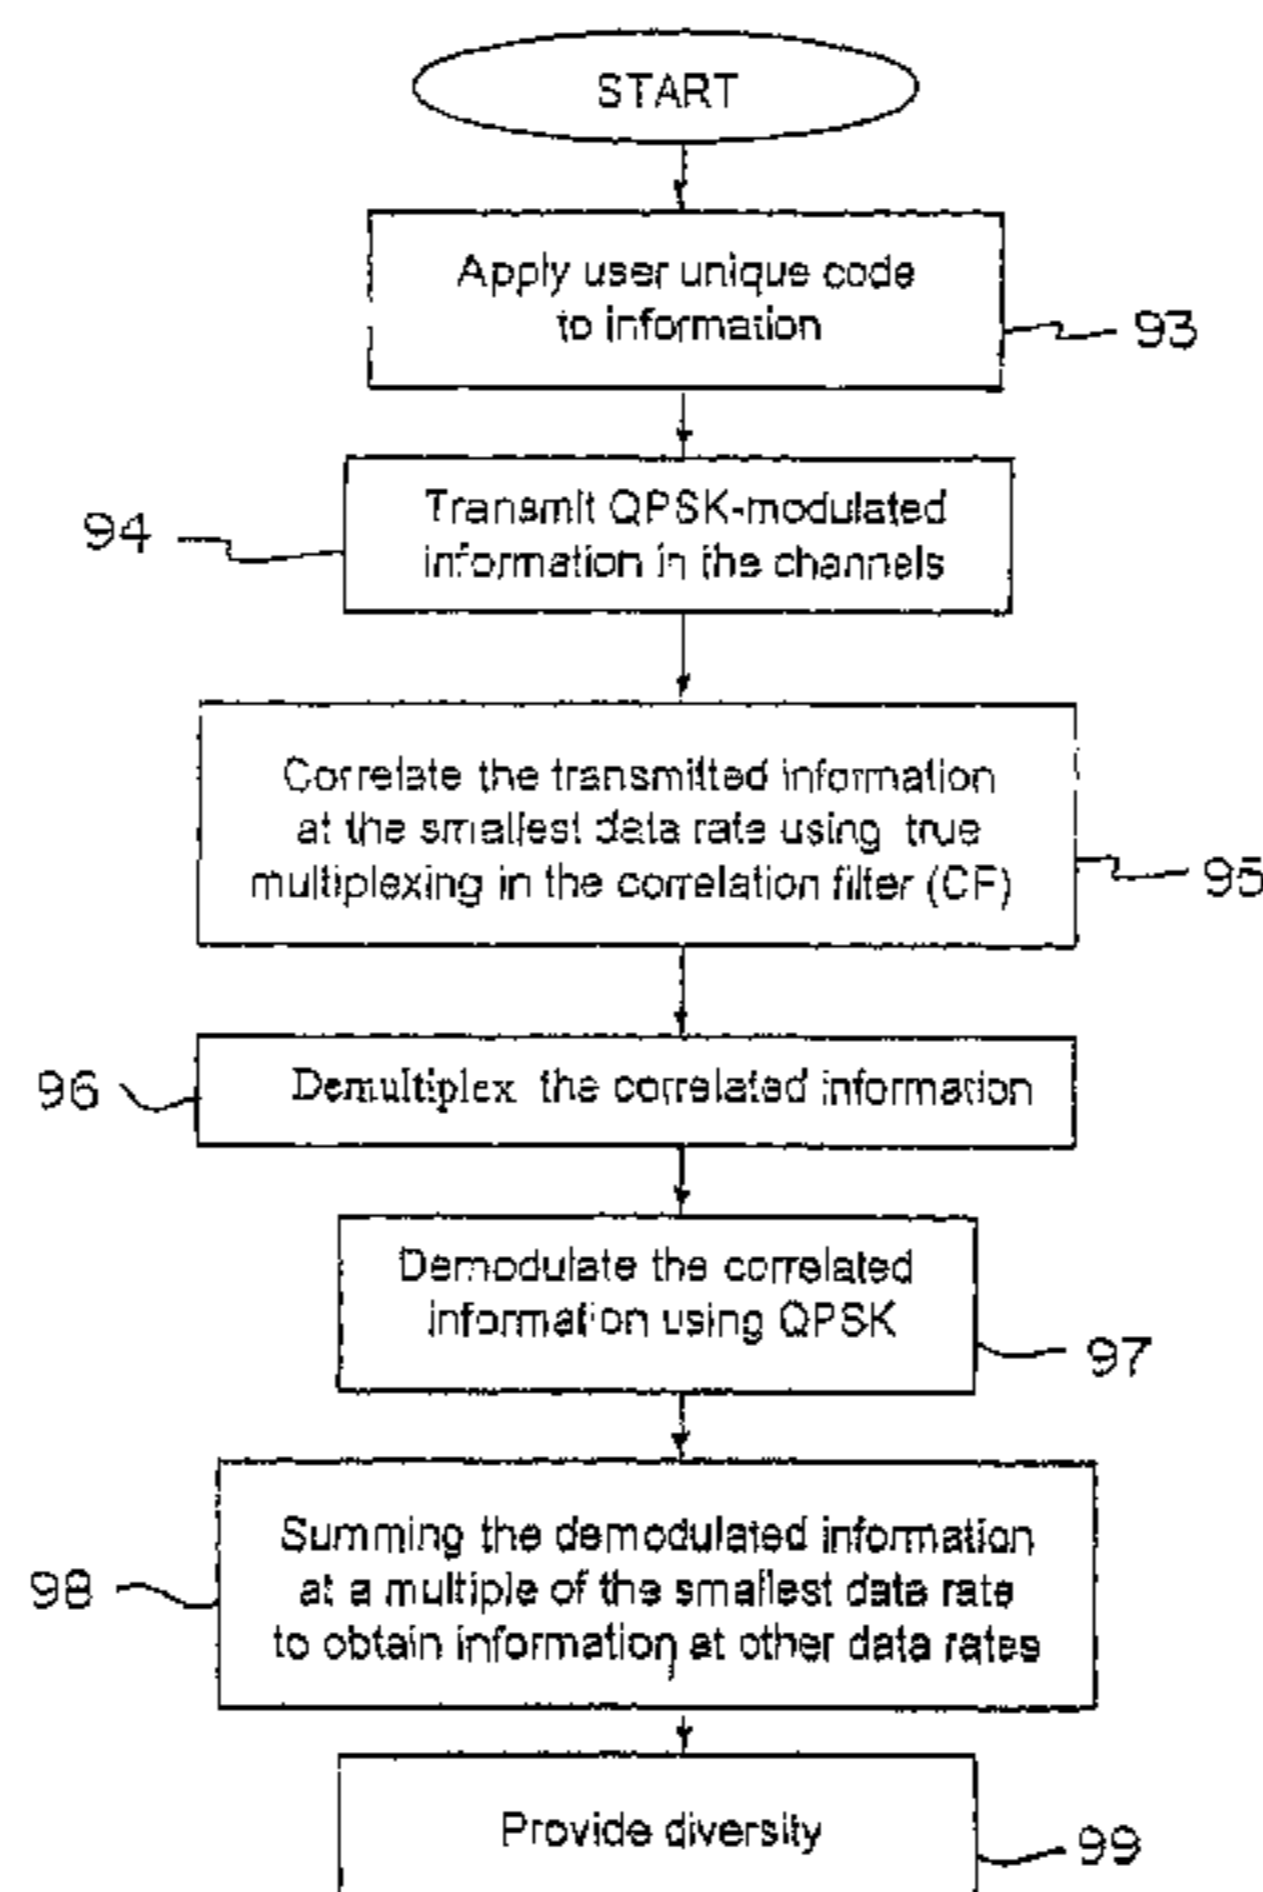 START
Apply user unique code
to information
93
Transmit QPSK-modulated
information in the channels
94
Correlate the transmitted information
at the smallest data rate using true
multiplexing in the correlation filter (CF)
95
96
Demultiplex the correlated information
Demodulate the correlated
information using QPSK
97
Summing the demodulated information
at a multiple of the smallest data rate
to obtain information at other data rates
98
Provide diversity
99